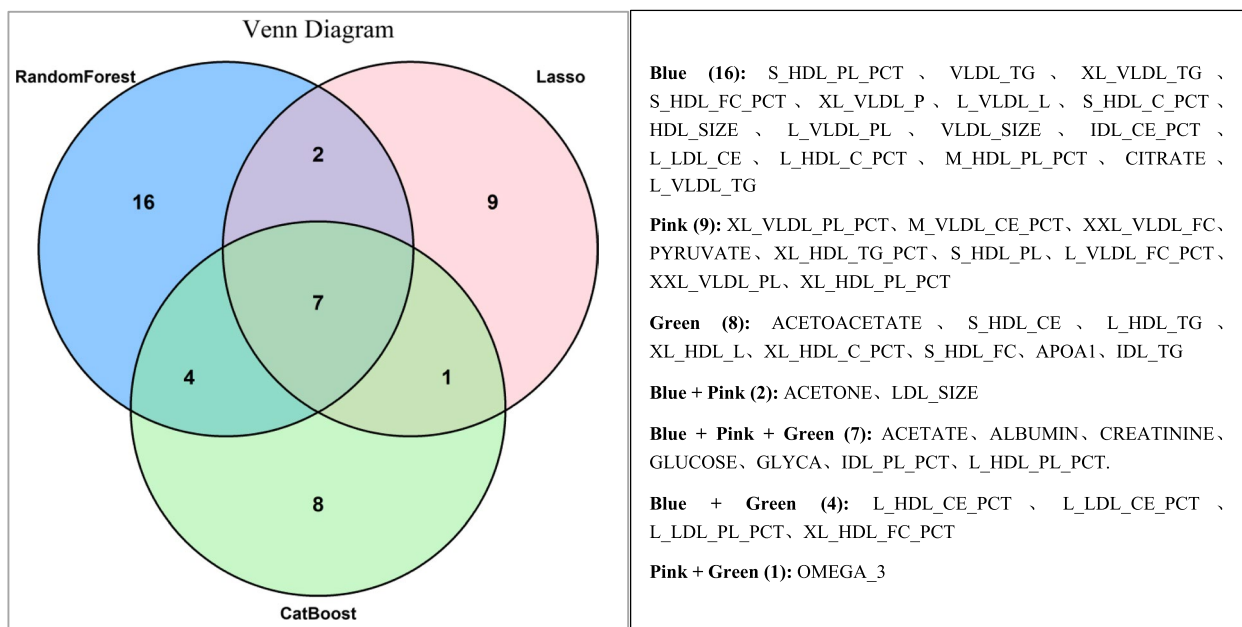 Venn Diagram
RandomForest
Lasso
2
16
9
7
4
1
8
CatBoost
Blue (16): S_HDL_PL_PCT 、 VLDL_TG 、 XL_VLDL_TG 、
S_HDL_FC_PCT 、 XL_VLDL_P 、 L_VLDL_L 、 S_HDL_C_PCT 、
HDL_SIZE 、 L_VLDL_PL 、 VLDL_SIZE 、 IDL_CE_PCT 、
L_LDL_CE 、 L_HDL_C_PCT 、 M_HDL_PL_PCT 、 CITRATE 、
L_VLDL_TG
Pink (9): XL_VLDL_PL_PCT、M_VLDL_CE_PCT、XXL_VLDL_FC、
PYRUVATE、XL_HDL_TG_PCT、S_HDL_PL、L_VLDL_FC_PCT、
XXL_VLDL_PL、XL_HDL_PL_PCT
Green (8): ACETOACETATE 、 S_HDL_CE 、 L_HDL_TG 、
XL_HDL_L、XL_HDL_C_PCT、S_HDL_FC、APOA1、IDL_TG
Blue + Pink (2): ACETONE、LDL_SIZE
Blue + Pink + Green (7): ACETATE、ALBUMIN、CREATININE、
GLUCOSE、GLYCA、IDL_PL_PCT、L_HDL_PL_PCT.
Blue + Green (4): L_HDL_CE_PCT 、 L_LDL_CE_PCT 、
L_LDL_PL_PCT、XL_HDL_FC_PCT
Pink + Green (1): OMEGA_3